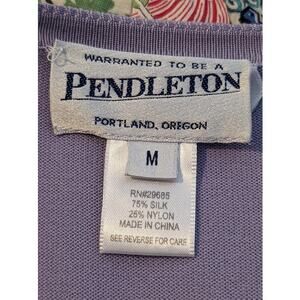 WARRANTED TO BE A
PENDLETON
PORTLAND, OREGON
M
RN#29685
75% SILK
25% NYLON
MADE IN CHINA
SEE REVERSE FOR CARE